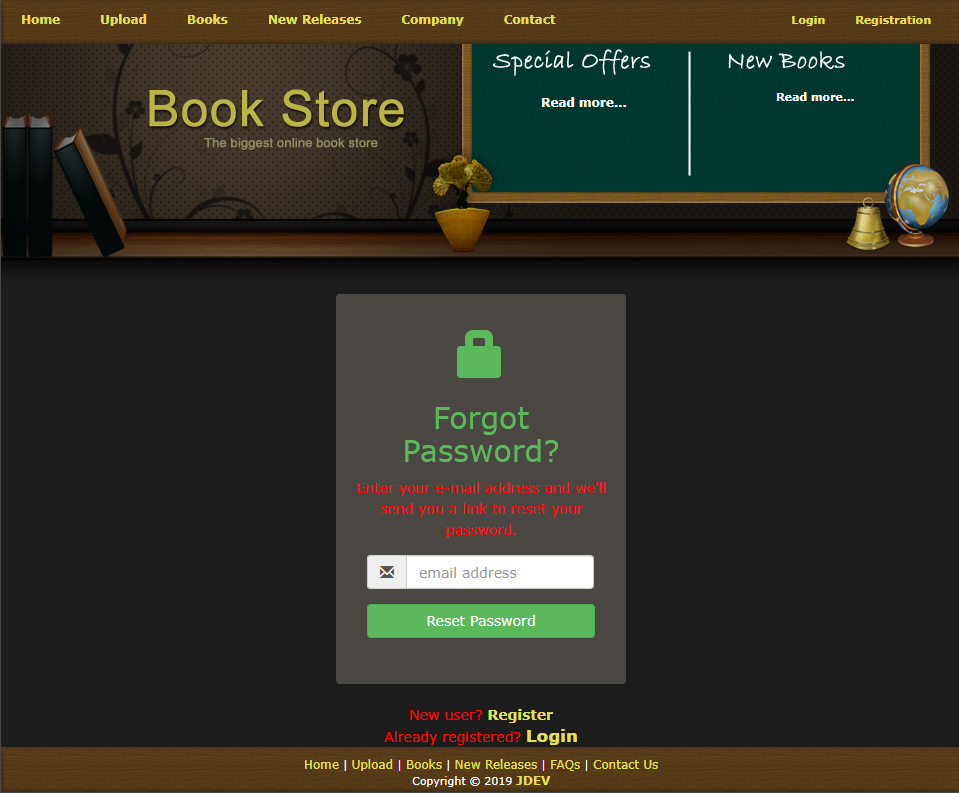 Home Upload Books New Releases Company Contact Login Registration
Special Offers New Books
Read more... Read more...
Book Store
The biggest online book store
Forgot
Password?
Enter your e-mail address and we'll
send you a link to reset your
password.
email address
Reset Password
New user? Register
Already registered? Login
Home | Upload | Books | New Releases | FAQs | Contact Us
Copyright © 2019 JDEV